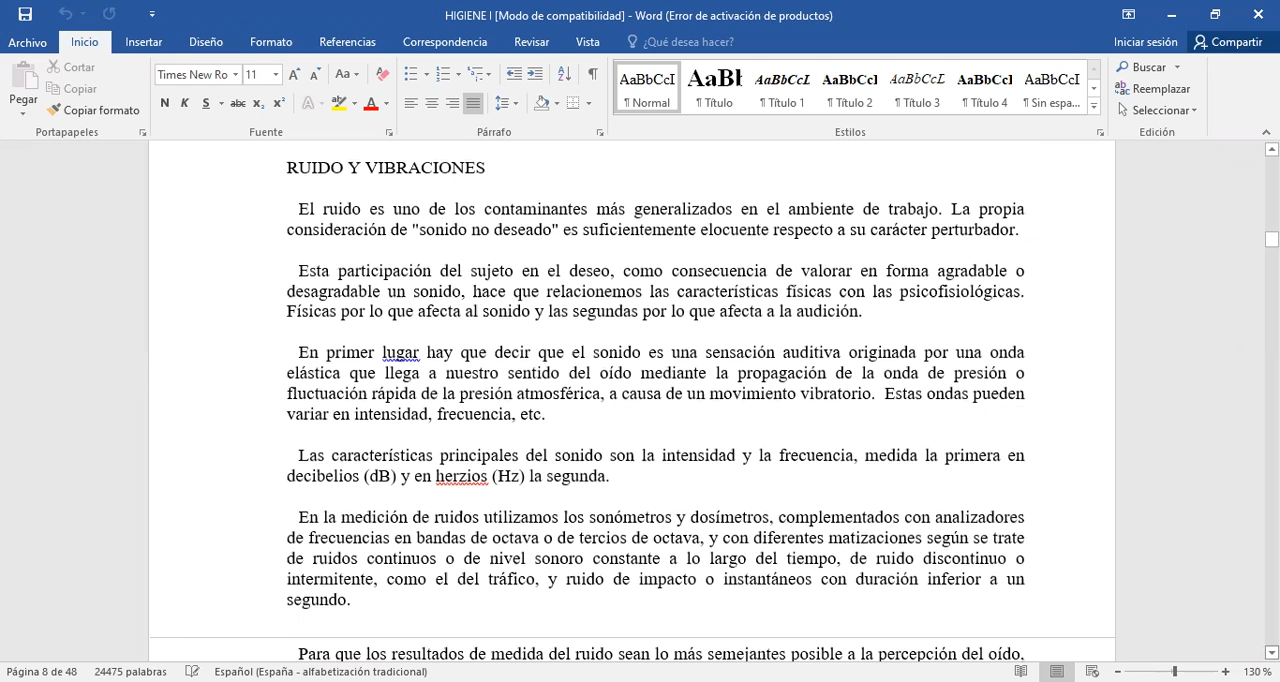 HIGIENE I [Modo de compatibilidad] - Word (Error de activación de productos)
Archivo Inicio Insertar Diseño Formato Referencias Correspondencia Revisar Vista ¿Qué desea hacer? Iniciar sesión Compartir
Pegar
Cortar
Copiar
Copiar formato
Portapapeles
Times New Ro 11
N K S abc x₂ x²
Fuente
Párrafo
AaBbCcI AaBł AaBbCcL AaBbCcl AaBbCcL AaBbCcl AaBbCcI
¶ Normal ¶ Título ¶ Título 1 ¶ Título 2 ¶ Título 3 ¶ Título 4 ¶ Sin espa...
Estilos
Buscar
Reemplazar
Seleccionar
Edición
RUIDO Y VIBRACIONES
El ruido es uno de los contaminantes más generalizados en el ambiente de trabajo. La propia
consideración de "sonido no deseado" es suficientemente elocuente respecto a su carácter perturbador.
Esta participación del sujeto en el deseo, como consecuencia de valorar en forma agradable o
desagradable un sonido, hace que relacionemos las características físicas con las psicofisiológicas.
Físicas por lo que afecta al sonido y las segundas por lo que afecta a la audición.
En primer lugar hay que decir que el sonido es una sensación auditiva originada por una onda
elástica que llega a nuestro sentido del oído mediante la propagación de la onda de presión o
fluctuación rápida de la presión atmosférica, a causa de un movimiento vibratorio. Estas ondas pueden
variar en intensidad, frecuencia, etc.
Las características principales del sonido son la intensidad y la frecuencia, medida la primera en
decibelios (dB) y en herzios (Hz) la segunda.
En la medición de ruidos utilizamos los sonómetros y dosímetros, complementados con analizadores
de frecuencias en bandas de octava o de tercios de octava, y con diferentes matizaciones según se trate
de ruidos continuos o de nivel sonoro constante a lo largo del tiempo, de ruido discontinuo o
intermitente, como el del tráfico, y ruido de impacto o instantáneos con duración inferior a un
segundo.
Para que los resultados de medida del ruido sean lo más semejantes posible a la percepción del oído,
Página 8 de 48 24475 palabras Español (España - alfabetización tradicional) 130 %